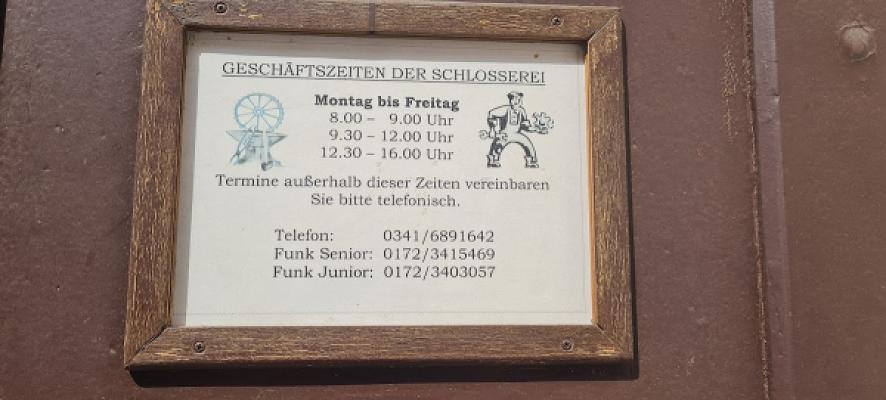 GESCHÄFTSZEITEN DER SCHLOSSEREI
Montag bis Freitag
8.00 – 9.00 Uhr
9.30 – 12.00 Uhr
12.30 – 16.00 Uhr
Termine außerhalb dieser Zeiten vereinbaren
Sie bitte telefonisch.
Telefon: 0341/6891642
Funk Senior: 0172/3415469
Funk Junior: 0172/3403057